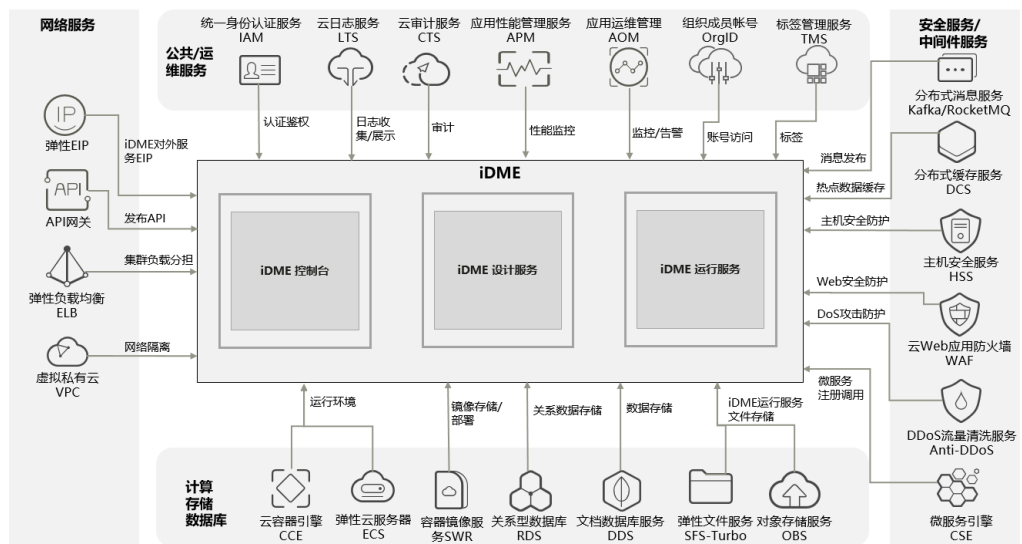 网络服务
公共/运
维服务
统一身份认证服务
IAM
云日志服务
LTS
云审计服务
CTS
应用性能管理服务
APM
应用运维管理
AOM
组织成员帐号
OrgID
标签管理服务
TMS
安全服务/
中间件服务
认证鉴权
日志收
集/展示
审计
性能监控
监控/告警
账号访问
标签
IP
弹性EIP
iDME对外服
务EIP
API
API网关
发布API
弹性负载均衡
ELB
集群负载分担
虚拟私有云
VPC
网络隔离
iDME
iDME 控制台
iDME 设计服务
iDME 运行服务
消息发布
分布式消息服务
Kafka/RocketMQ
热点数据缓存
分布式缓存服务
DCS
主机安全防护
主机安全服务
HSS
Web安全防护
云Web应用防火墙
WAF
DoS攻击防护
DDoS流量清洗服务
Anti-DDoS
微服务
注册调用
微服务引擎
CSE
运行环境
镜像存储/
部署
关系数据存储
数据存储
iDME运行服务
文件存储
计算
存储
数据库
云容器引擎
CCE
弹性云服务器
ECS
容器镜像服
务SWR
关系型数据库
RDS
文档数据库服务
DDS
弹性文件服务
SFS-Turbo
对象存储服务
OBS